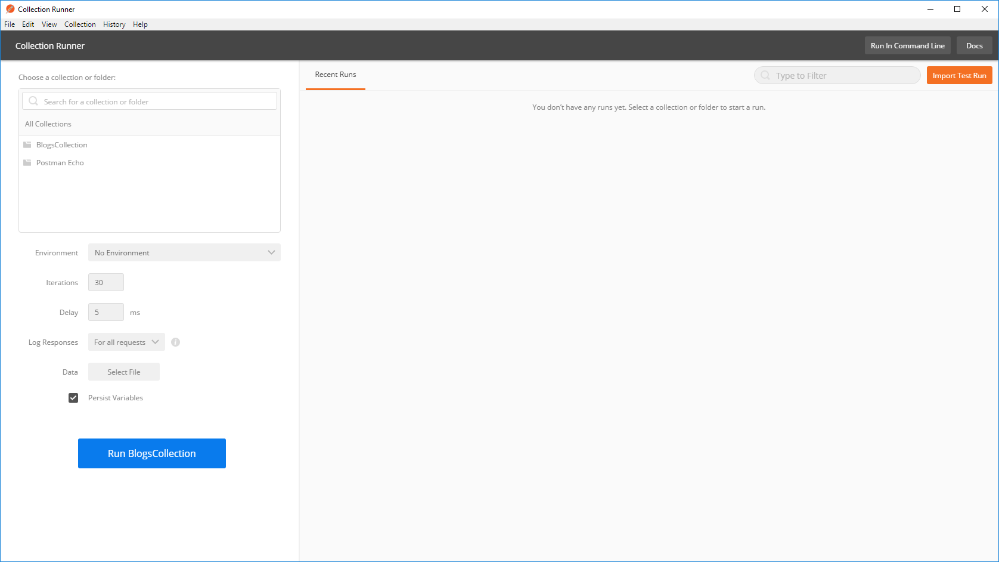 Collection Runner
File Edit View Collection History Help
Collection Runner
Run In Command Line
Docs
Choose a collection or folder:
Search for a collection or folder
All Collections
BlogsCollection
Postman Echo
Environment No Environment
Iterations 30
Delay 5 ms
Log Responses For all requests
Data Select File
Persist Variables
Run BlogsCollection
Recent Runs
Type to Filter
Import Test Run
You don’t have any runs yet. Select a collection or folder to start a run.